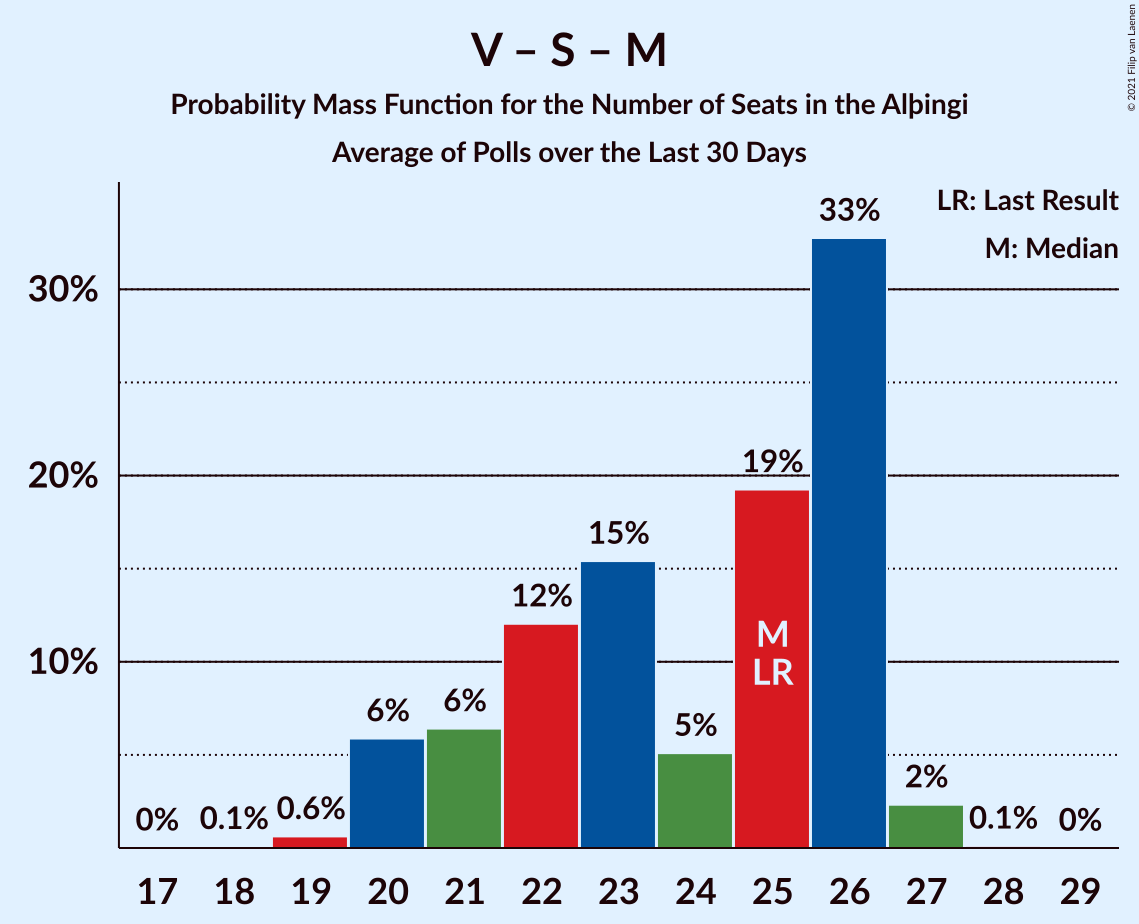 V – S – M
Probability Mass Function for the Number of Seats in the Alþingi
Average of Polls over the Last 30 Days
© 2021 Filip van Laenen
LR: Last Result
M: Median
30%
20%
10%
0%
0.1%
0.6%
6%
6%
12%
15%
5%
19%
33%
2%
0.1%
0%
M
LR
17 18 19 20 21 22 23 24 25 26 27 28 29